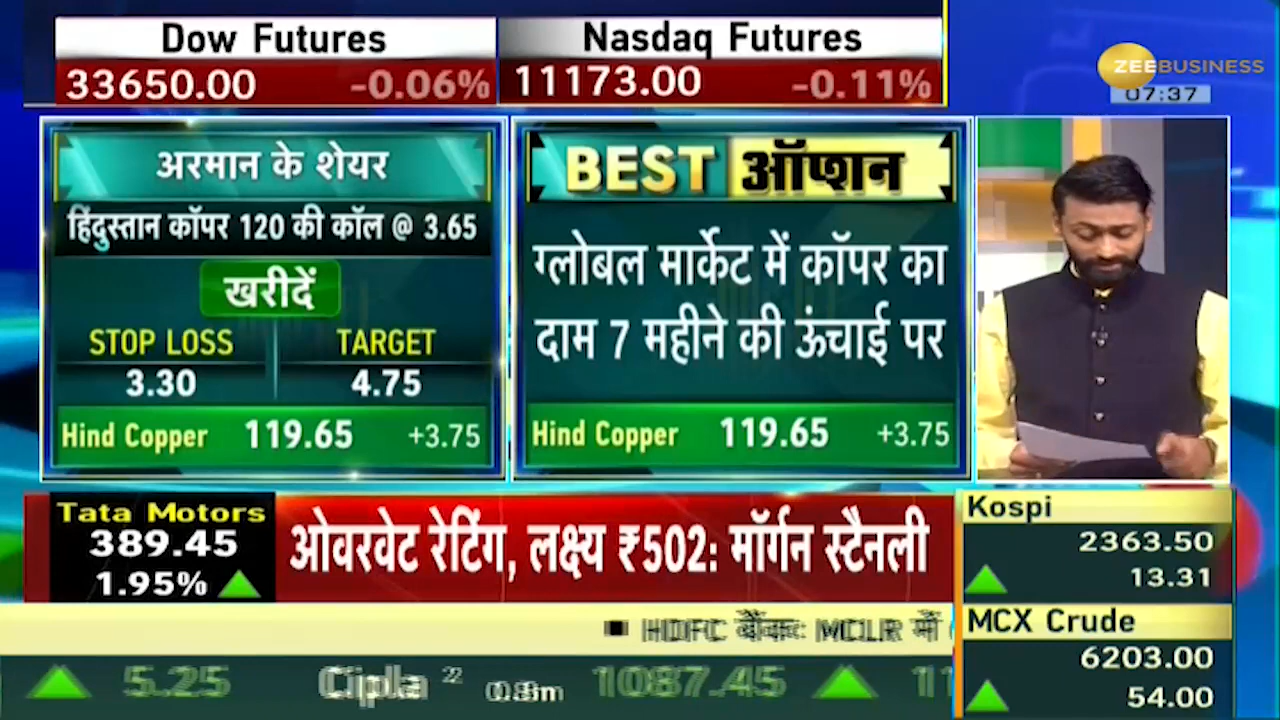 Dow Futures
33650.00 -0.06%
Nasdaq Futures
11173.00 -0.11%
ZEEBUSINESS
07:37
अरमान के शेयर
हिंदुस्तान कॉपर 120 की कॉल @ 3.65
खरीदें
STOP LOSS
3.30
TARGET
4.75
Hind Copper 119.65 +3.75
BEST ऑप्शन
ग्लोबल मार्केट में कॉपर का
दाम 7 महीने की ऊंचाई पर
Hind Copper 119.65 +3.75
Tata Motors
389.45
1.95%
ओवरवेट रेटिंग, लक्ष्य ₹502: मॉर्गन स्टैनली
Kospi
2363.50
13.31
MCX Crude
6203.00
54.00
HDFC बैंक: MCLR में
5.25 Cipla 1087.45